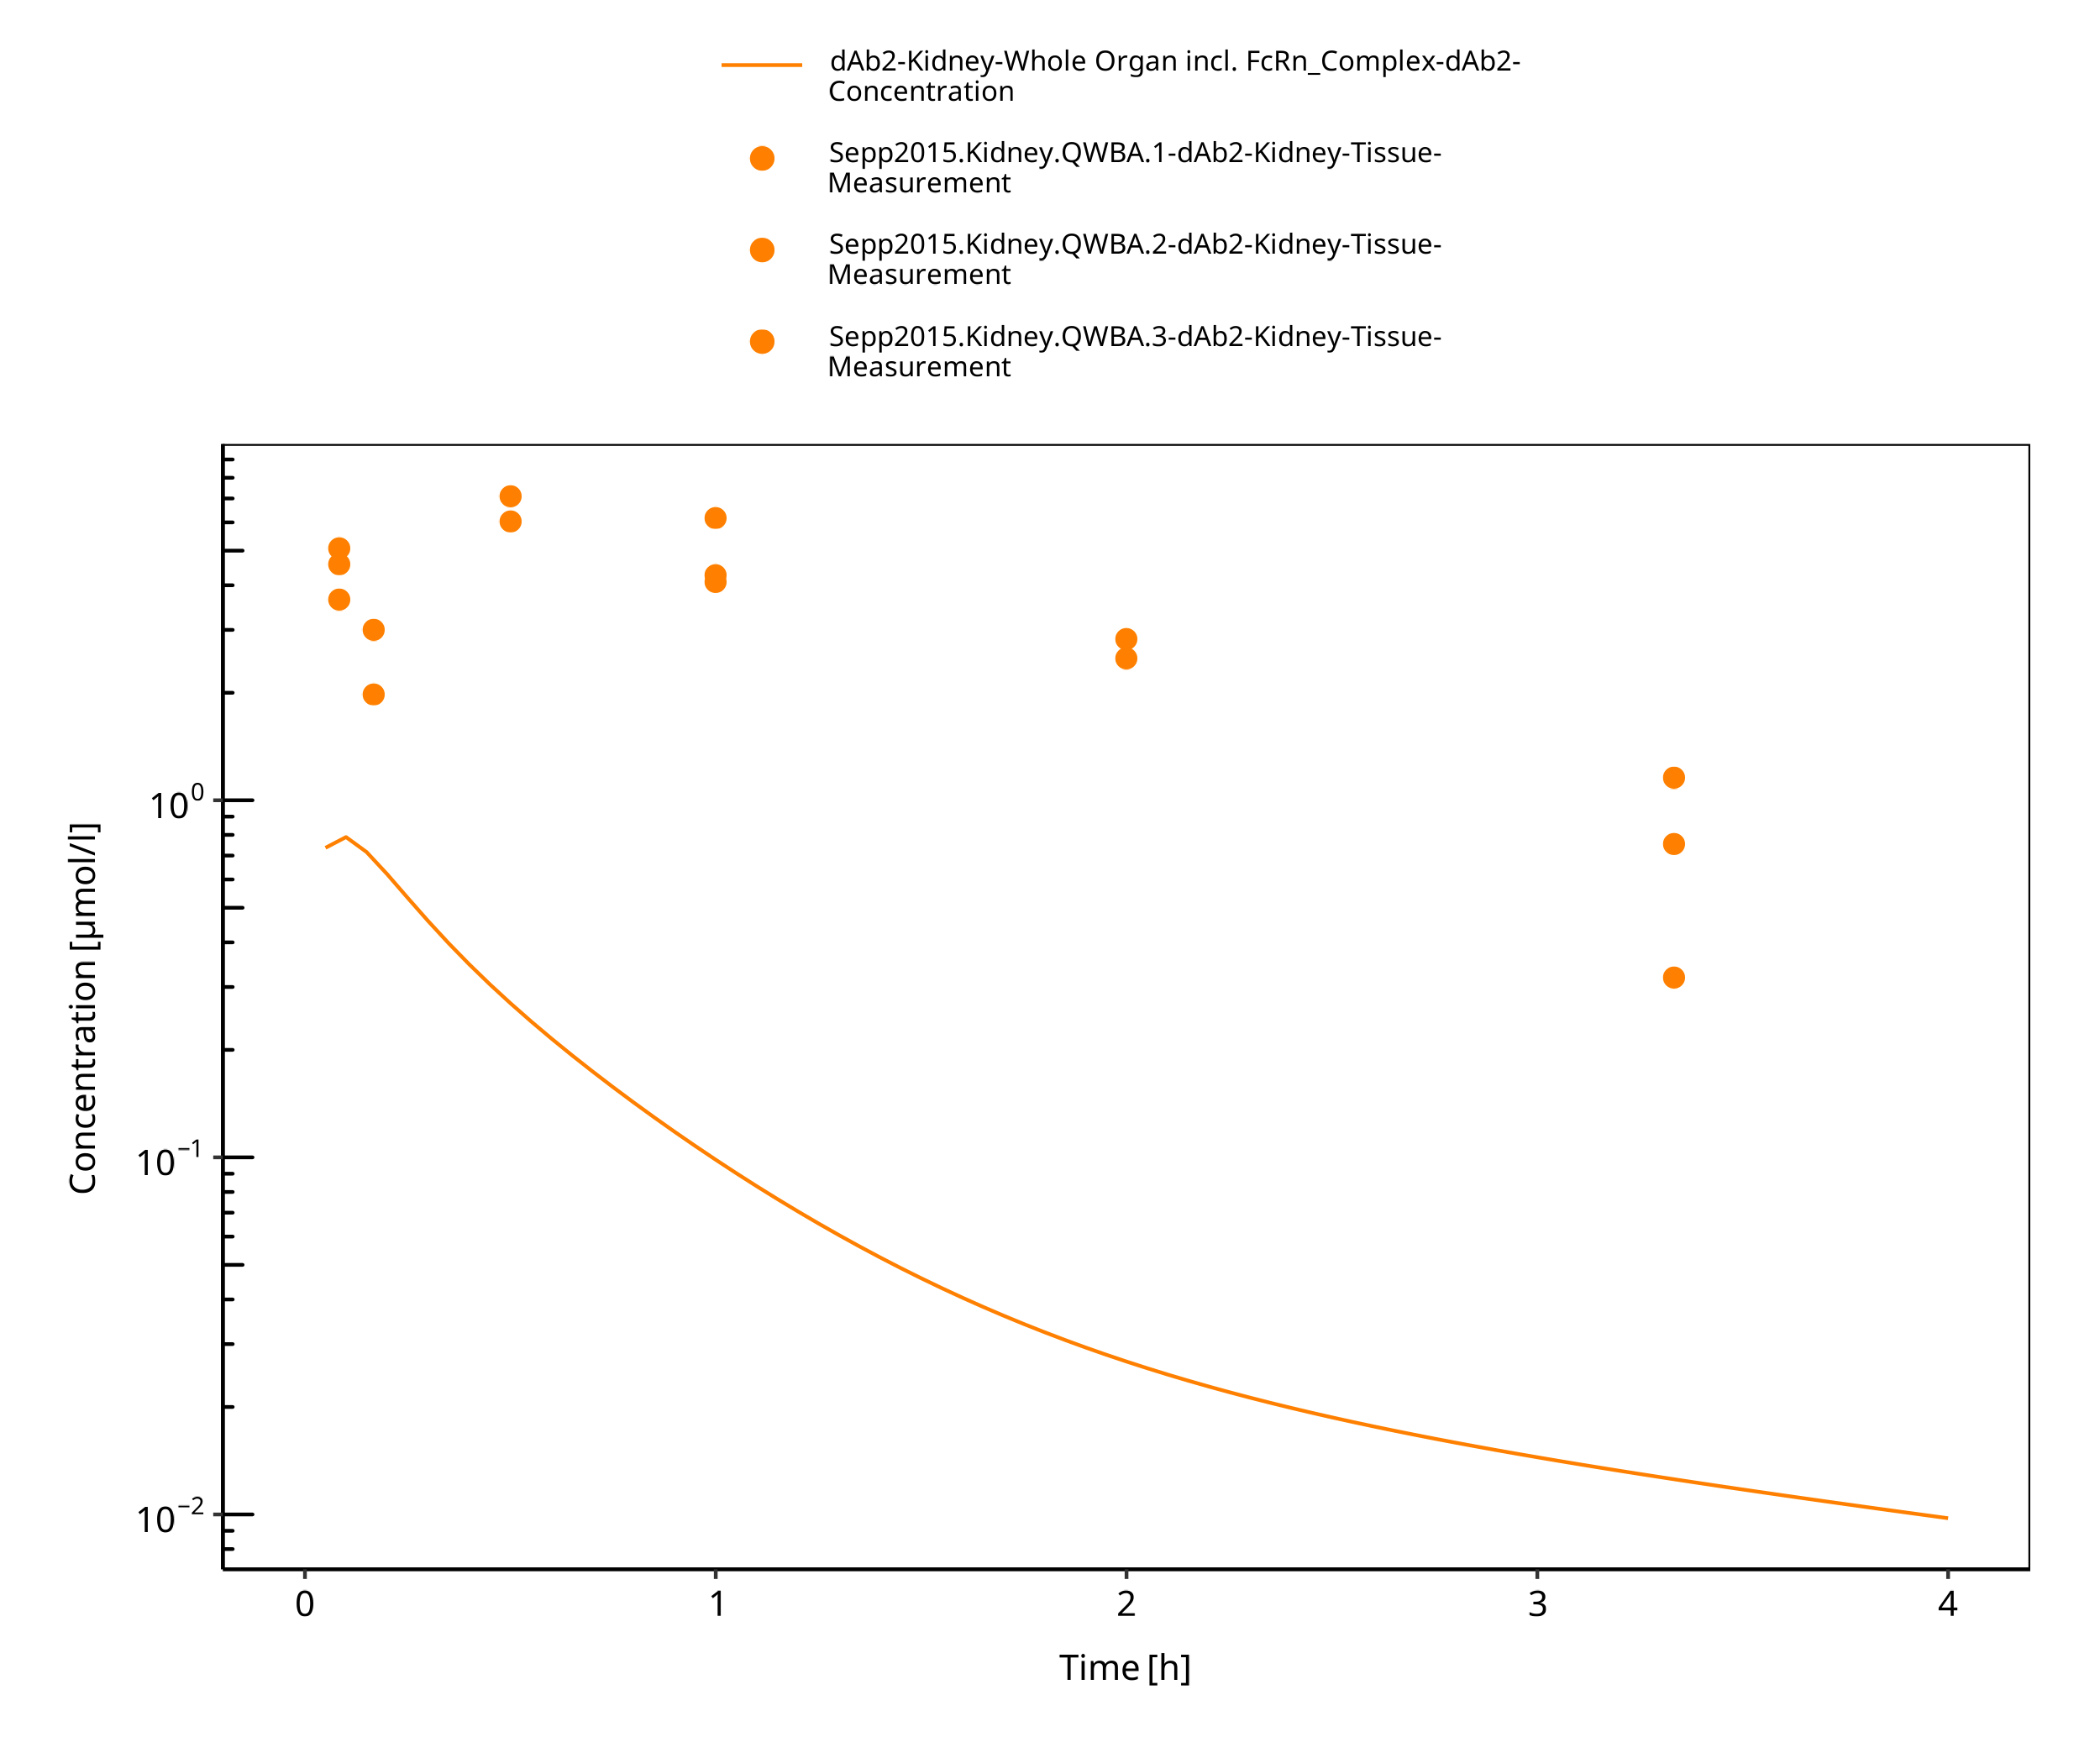 dAb2-Kidney-Whole Organ incl. FcRn_Complex-dAb2-
Concentration
Sepp2015.Kidney.QWBA.1-dAb2-Kidney-Tissue-
Measurement
Sepp2015.Kidney.QWBA.2-dAb2-Kidney-Tissue-
Measurement
Sepp2015.Kidney.QWBA.3-dAb2-Kidney-Tissue-
Measurement
10⁰
10⁻¹
10⁻²
Concentration [µmol/l]
0 1 2 3 4
Time [h]